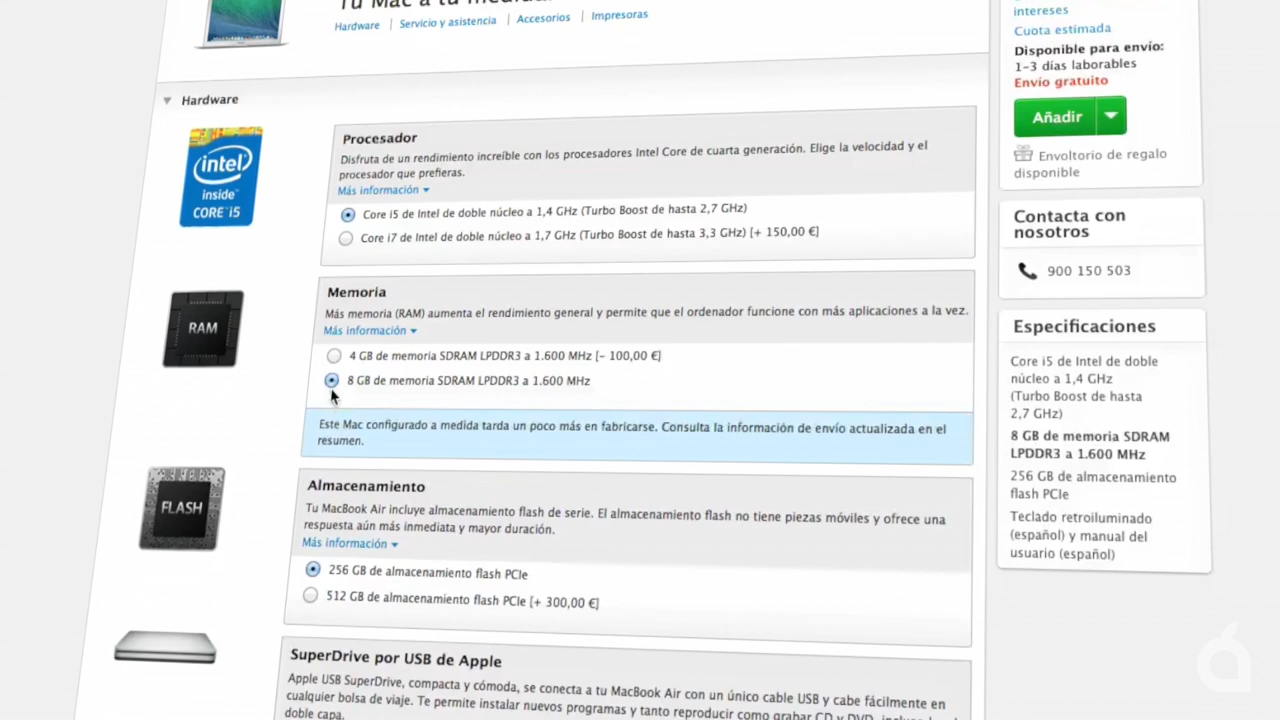 Tu Mac a tu medida.
Hardware | Servicio y asistencia | Accesorios | Impresoras
Hardware
intel
inside™
CORE™i5
Procesador
Disfruta de un rendimiento increíble con los procesadores Intel Core de cuarta generación. Elige la velocidad y el
procesador que prefieras.
Más información
Core i5 de Intel de doble núcleo a 1,4 GHz (Turbo Boost de hasta 2,7 GHz)
Core i7 de Intel de doble núcleo a 1,7 GHz (Turbo Boost de hasta 3,3 GHz) [+ 150,00 €]
RAM
Memoria
Más memoria (RAM) aumenta el rendimiento general y permite que el ordenador funcione con más aplicaciones a la vez.
Más información
4 GB de memoria SDRAM LPDDR3 a 1.600 MHz [– 100,00 €]
8 GB de memoria SDRAM LPDDR3 a 1.600 MHz
Este Mac configurado a medida tarda un poco más en fabricarse. Consulta la información de envío actualizada en el
resumen.
FLASH
Almacenamiento
Tu MacBook Air incluye almacenamiento flash de serie. El almacenamiento flash no tiene piezas móviles y ofrece una
respuesta aún más inmediata y mayor duración.
Más información
256 GB de almacenamiento flash PCIe
512 GB de almacenamiento flash PCIe [+ 300,00 €]
SuperDrive por USB de Apple
Apple USB SuperDrive, compacta y cómoda, se conecta a tu MacBook Air con un único cable USB y cabe fácilmente en
cualquier bolsa de viaje. Te permite instalar nuevos programas y tanto reproducir como grabar CD y DVD, incluso
doble capa.
intereses
Cuota estimada
Disponible para envío:
1-3 días laborables
Envío gratuito
Añadir
Envoltorio de regalo
disponible
Contacta con
nosotros
900 150 503
Especificaciones
Core i5 de Intel de doble
núcleo a 1,4 GHz
(Turbo Boost de hasta
2,7 GHz)
8 GB de memoria SDRAM
LPDDR3 a 1.600 MHz
256 GB de almacenamiento
flash PCIe
Teclado retroiluminado
(español) y manual del
usuario (español)